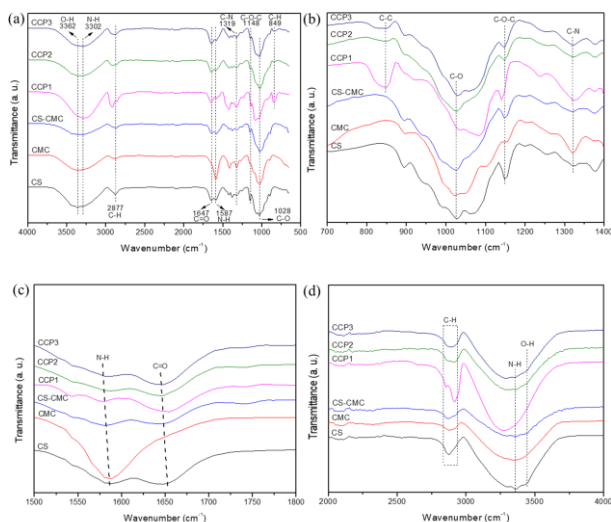 (a)
O-H
3362
N-H
3302
C-N
1319
C-O-C
1148
C-H
849
CCP3
CCP2
CCP1
CS-CMC
CMC
CS
2877
C-H
1647
C=O
1587
N-H
1028
C-O
Transmittance (a. u.)
4000 3500 3000 2500 2000 1500 1000 500
Wavenumber (cm⁻¹)
(b)
C-C
C-O-C
C-N
C-O
CCP3
CCP2
CCP1
CS-CMC
CMC
CS
Transmittance (a. u.)
700 800 900 1000 1100 1200 1300 1400
Wavenumber (cm⁻¹)
(c)
N-H
C=O
CCP3
CCP2
CCP1
CS-CMC
CMC
CS
Transmittance (a. u.)
1500 1550 1600 1650 1700 1750 1800
Wavenumber (cm⁻¹)
(d)
C-H
O-H
N-H
CCP3
CCP2
CCP1
CS-CMC
CMC
CS
Transmittance (a. u.)
2000 2500 3000 3500 4000
Wavenumber (cm⁻¹)